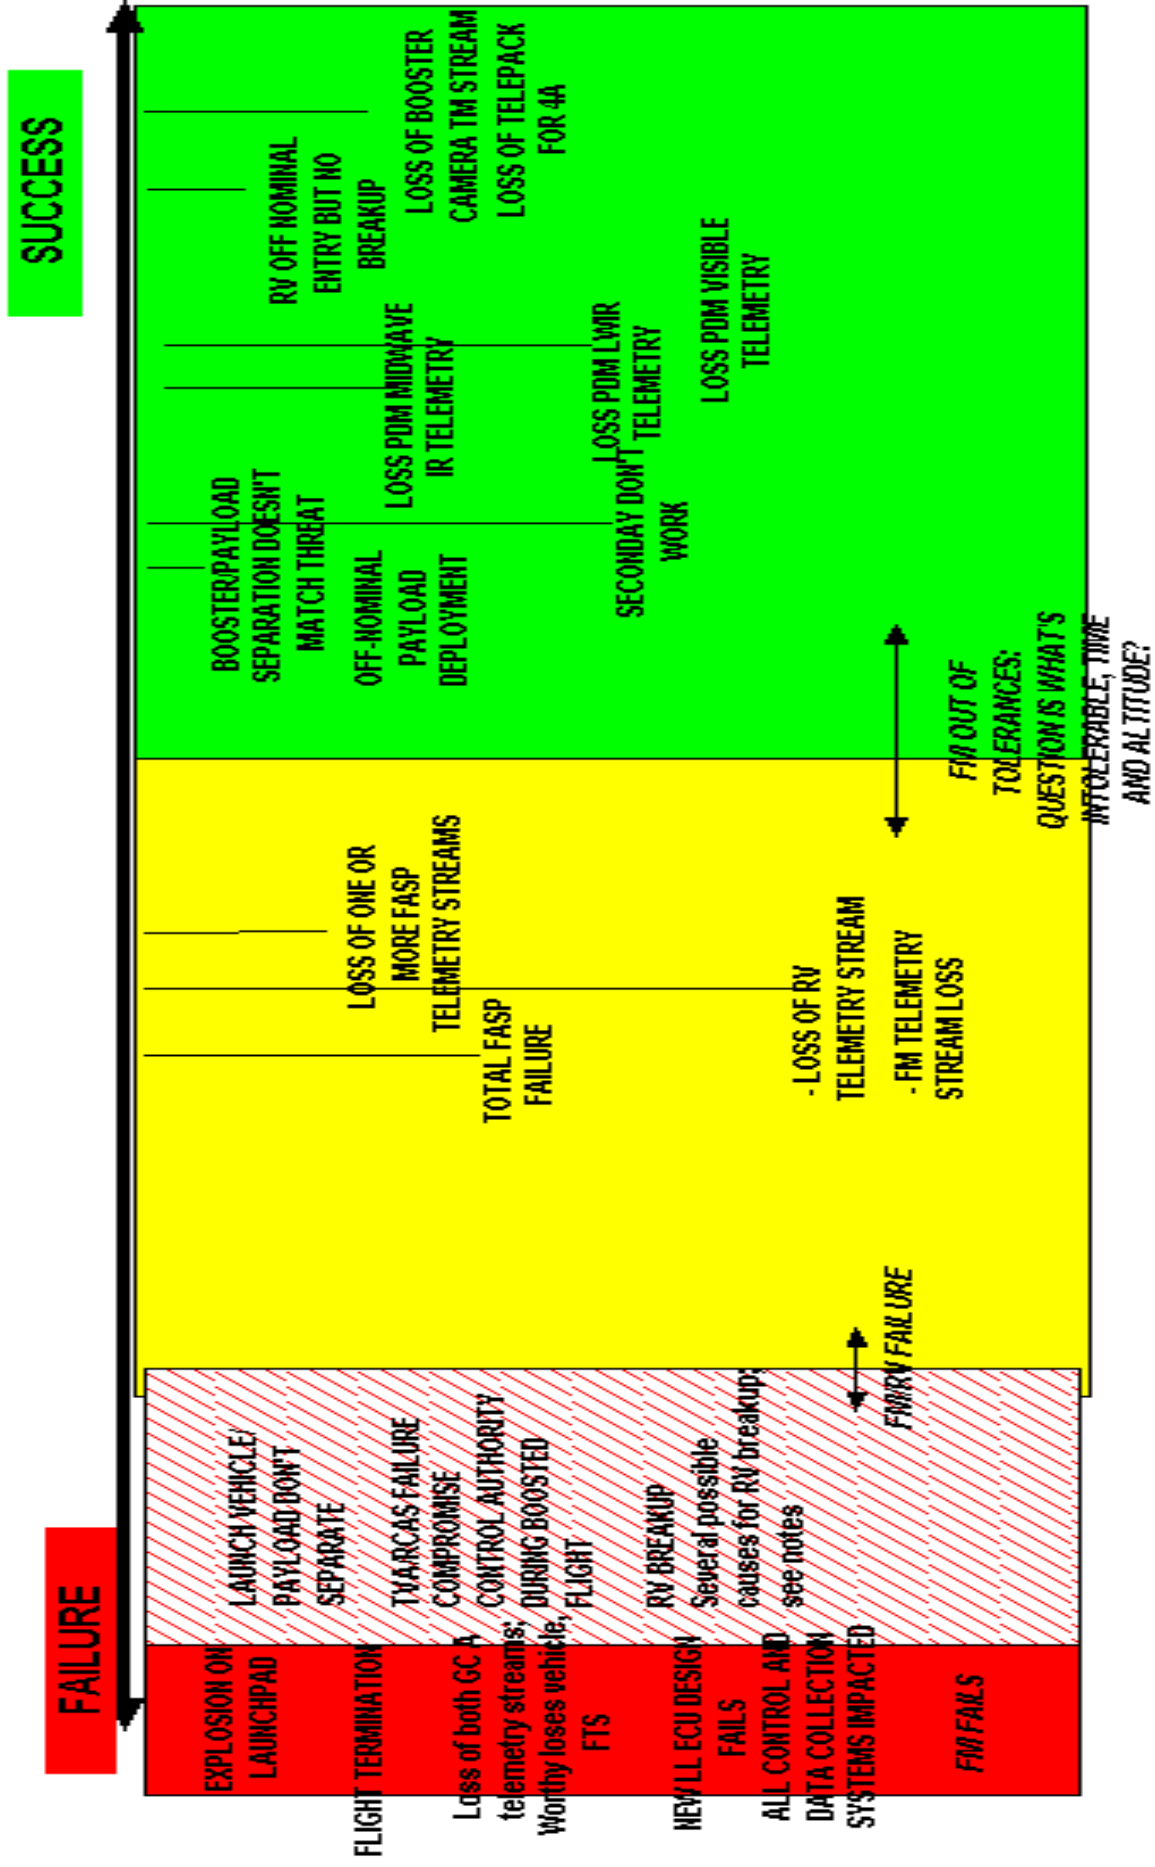 FAILURE
SUCCESS
EXPLOSION ON
LAUNCHPAD
FLIGHT TERMINATION
Loss of both GC A
telemetry streams;
Worthy loses vehicle,
FTS
NEW LL ECU DESIGN
FAILS
ALL CONTROL AND
DATA COLLECTION
SYSTEMS IMPACTED
FM FAILS
LAUNCH VEHICLE/
PAYLOAD DON'T
SEPARATE
TVA/RCAS FAILURE
COMPROMISE
CONTROL AUTHORITY
DURING BOOSTED
FLIGHT
RV BREAKUP
Several possible
causes for RV breakup;
see notes
FM/RV FAILURE
LOSS OF ONE OR
MORE FASP
TELEMETRY STREAMS
TOTAL FASP
FAILURE
- LOSS OF RV
TELEMETRY STREAM
- FM TELEMETRY
STREAM LOSS
FM OUT OF
TOLERANCES:
QUESTION IS WHAT'S
INTOLERABLE, TIME
AND ALTITUDE?
BOOSTER/PAYLOAD
SEPARATION DOESN'T
MATCH THREAT
OFF-NOMINAL
PAYLOAD
DEPLOYMENT
SECONDAY DON'T
WORK
LOSS PDM MIDWAVE
IR TELEMETRY
LOSS PDM LWIR
TELEMETRY
LOSS PDM VISIBLE
TELEMETRY
RV OFF NOMINAL
ENTRY BUT NO
BREAKUP
LOSS OF BOOSTER
CAMERA TM STREAM
LOSS OF TELEPACK
FOR 4A